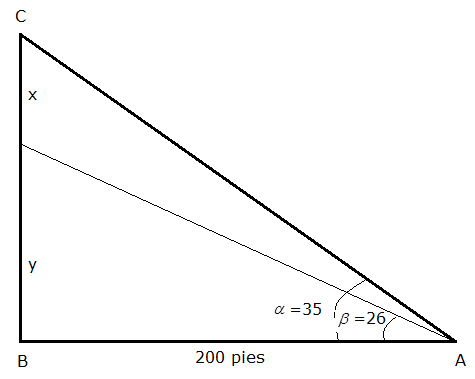 C
x
y
α =35
β =26
B
200 pies
A